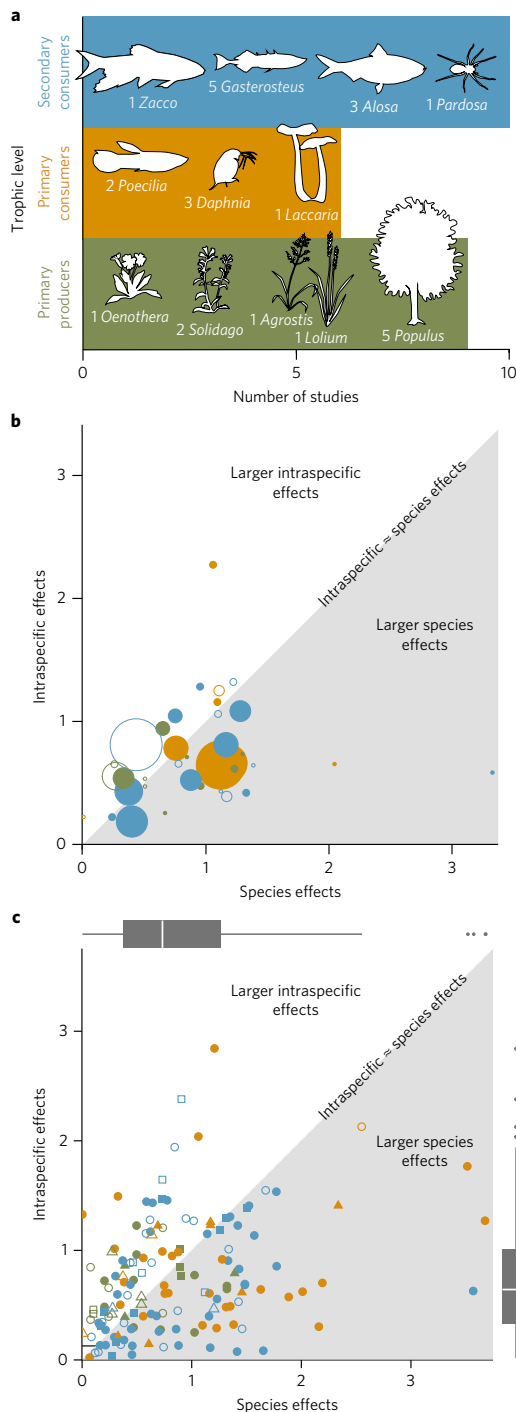 a
Secondary
consumers
1 Zacco
5 Gasterosteus
3 Alosa
1 Pardosa
Trophic level
Primary
consumers
2 Poecilia
3 Daphnia
1 Laccaria
Primary
producers
1 Oenothera
2 Solidago
1 Agrostis
1 Lolium
5 Populus
0
5
10
Number of studies
b
3
2
1
0
Intraspecific effects
Larger intraspecific
effects
Intraspecific ≈ species effects
Larger species
effects
0
1
2
3
Species effects
c
3
2
1
0
Intraspecific effects
Larger intraspecific
effects
Intraspecific ≈ species effects
Larger species
effects
0
1
2
3
Species effects